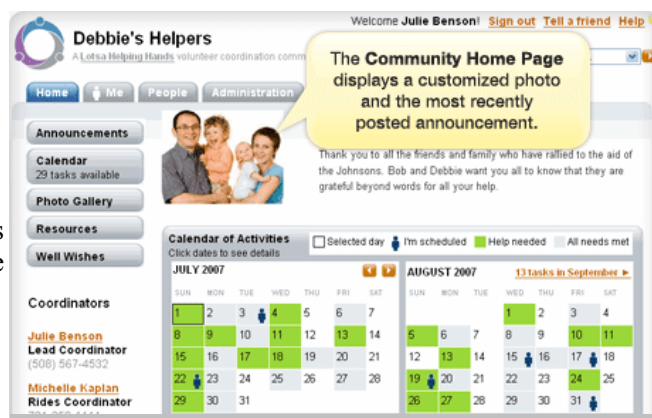 Welcome Julie Benson! Sign out Tell a friend Help
Debbie's Helpers
A Lotsa Helping Hands volunteer coordination comm
The Community Home Page
displays a customized photo
and the most recently
posted announcement.
Home Me People Administration
Announcements
Calendar
29 tasks available
Photo Gallery
Resources
Well Wishes
Thank you to all the friends and family who have rallied to the aid of
the Johnsons. Bob and Debbie want you all to know that they are
grateful beyond words for all your help.
Calendar of Activities Selected day I'm scheduled Help needed All needs met
Click dates to see details
JULY 2007
SUN MON TUE WED THU FRI SAT
1 2 3 4 5 6 7
8 9 10 11 12 13 14
15 16 17 18 19 20 21
22 23 24 25 26 27 28
29 30 31
AUGUST 2007 13 tasks in September
SUN MON TUE WED THU FRI SAT
1 2 3 4
5 6 7 8 9 10 11
12 13 14 15 16 17 18
19 20 21 22 23 24 25
26 27 28 29 30 31
Coordinators
Julie Benson
Lead Coordinator
(508) 567-4532
Michelle Kaplan
Rides Coordinator
s
e